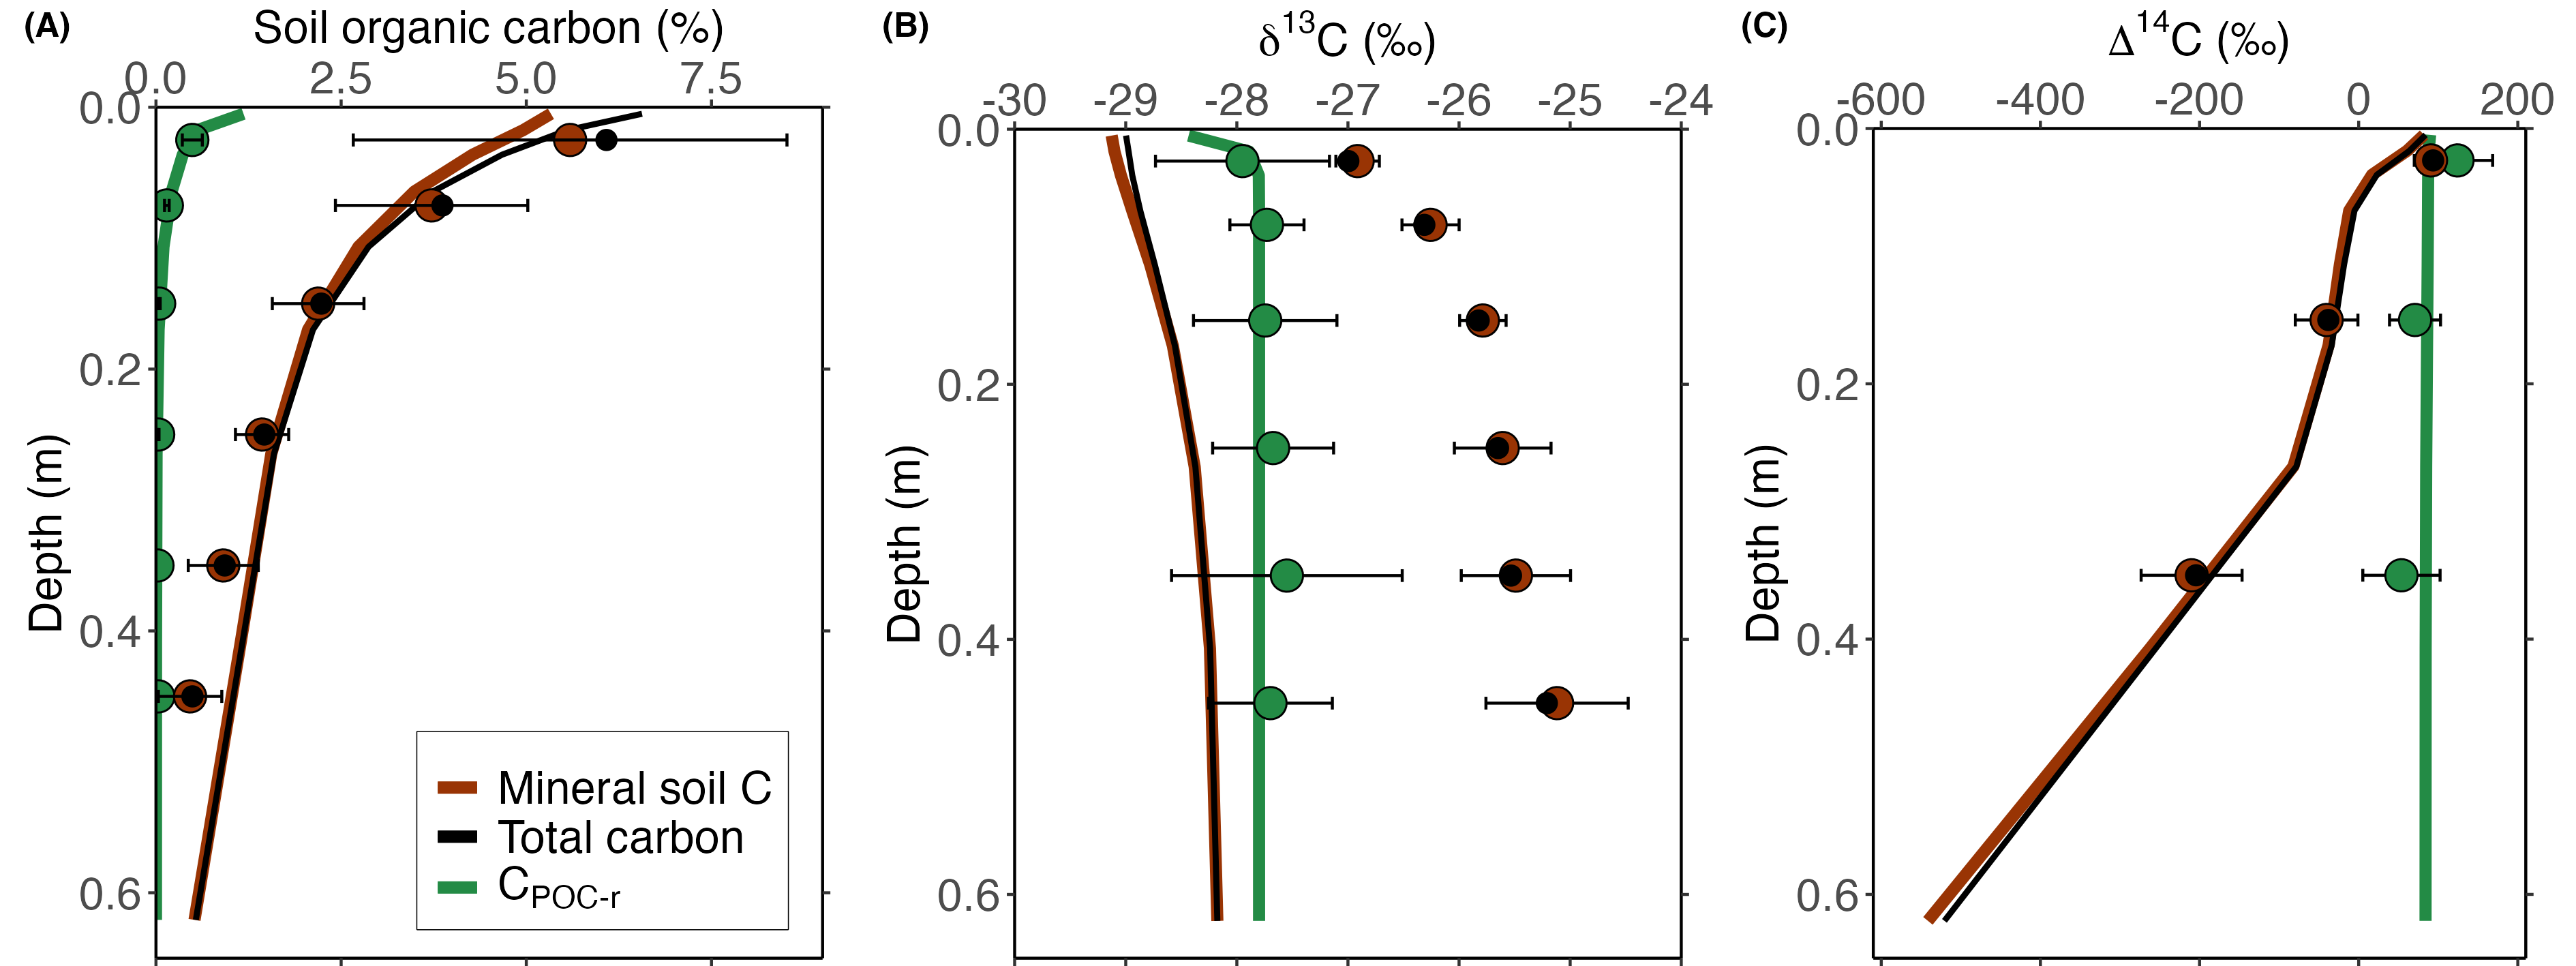 (A) Soil organic carbon (%)
0.0 2.5 5.0 7.5
0.0
0.2
0.4
0.6
Depth (m)
Mineral soil C
Total carbon
C_POC-r
(B) δ¹³C (‰)
-30 -29 -28 -27 -26 -25 -24
0.0
0.2
0.4
0.6
Depth (m)
(C) Δ¹⁴C (‰)
-600 -400 -200 0 200
0.0
0.2
0.4
0.6
Depth (m)